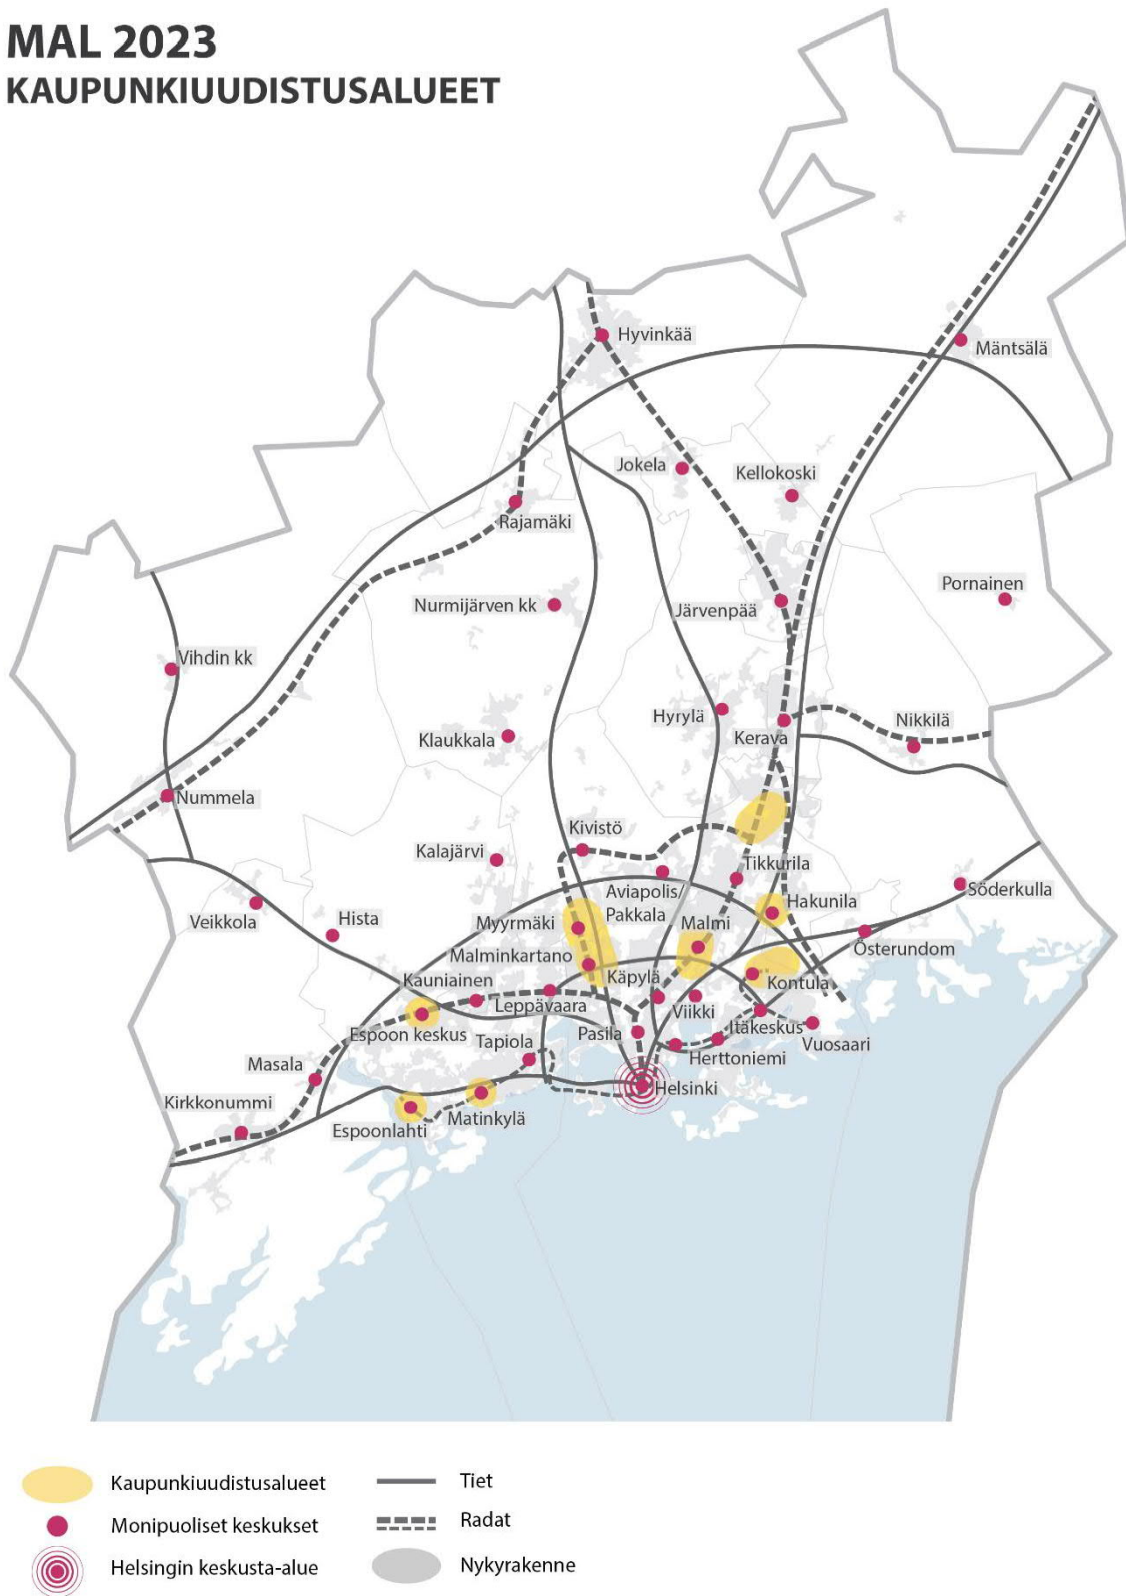 MAL 2023
KAUPUNKIUUDISTUSALUEET
Hyvinkää
Mäntsälä
Jokela
Kellokoski
Rajamäki
Nurmijärven kk
Järvenpää
Pornainen
Vihdin kk
Hyrylä
Kerava
Nikkilä
Klaukkala
Nummela
Kivistö
Kalajärvi
Tikkurila
Aviapolis/
Pakkala
Söderkulla
Veikkola
Hista
Myyrmäki
Malmi
Hakunila
Östersundom
Malminkartano
Käpylä
Kontula
Kauniainen
Leppävaara
Viikki
Itäkeskus
Vuosaari
Espoon keskus
Tapiola
Pasila
Herttoniemi
Masala
Helsinki
Kirkkonummi
Espoonlahti
Matinkylä
Kaupunkiuudistusalueet
Tiet
Monipuoliset keskukset
Radat
Helsingin keskusta-alue
Nykyrakenne